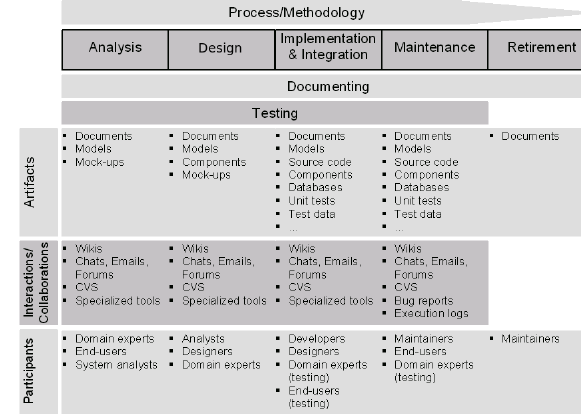 Process/Methodology
Analysis
Design
Implementation
& Integration
Maintenance
Retirement
Documenting
Testing
Artifacts
▪ Documents
▪ Models
▪ Mock-ups
▪ Documents
▪ Models
▪ Components
▪ Mock-ups
▪ Documents
▪ Models
▪ Source code
▪ Components
▪ Databases
▪ Unit tests
▪ Test data
▪ ...
▪ Documents
▪ Models
▪ Source code
▪ Components
▪ Databases
▪ Unit tests
▪ Test data
▪ ...
▪ Documents
Interactions/
Collaborations
▪ Wikis
▪ Chats, Emails,
Forums
▪ CVS
▪ Specialized tools
▪ Wikis
▪ Chats, Emails,
Forums
▪ CVS
▪ Specialized tools
▪ Wikis
▪ Chats, Emails,
Forums
▪ CVS
▪ Specialized tools
▪ Wikis
▪ Chats, Emails,
Forums
▪ CVS
▪ Bug reports
▪ Execution logs
Participants
▪ Domain experts
▪ End-users
▪ System analysts
▪ Analysts
▪ Designers
▪ Domain experts
▪ Developers
▪ Designers
▪ Domain experts
(testing)
▪ End-users
(testing)
▪ Maintainers
▪ End-users
▪ Domain experts
(testing)
▪ Maintainers